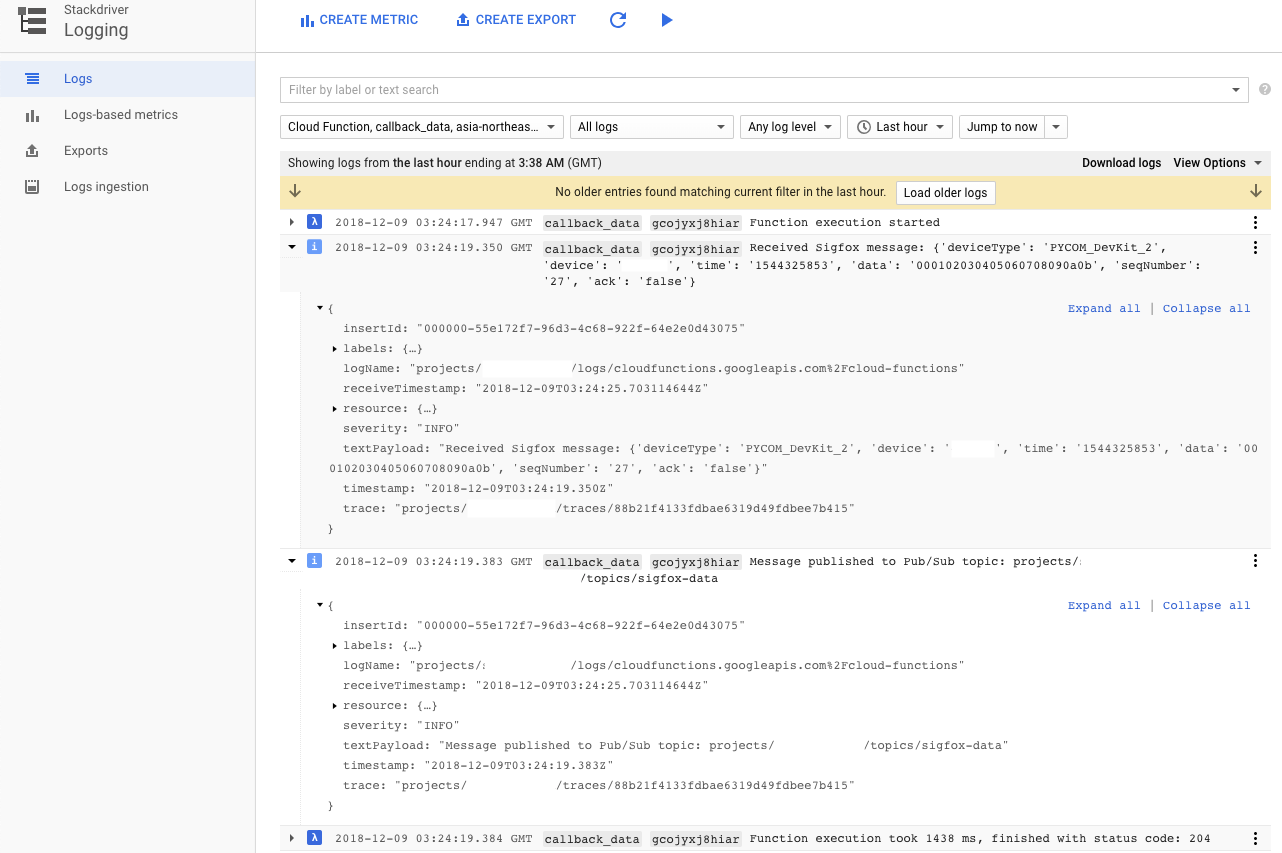 Stackdriver
Logging
CREATE METRIC CREATE EXPORT
Logs
Logs-based metrics
Exports
Logs ingestion
Filter by label or text search
Cloud Function, callback_data, asia-northeas... All logs Any log level Last hour Jump to now
Showing logs from the last hour ending at 3:38 AM (GMT) Download logs View Options
No older entries found matching current filter in the last hour. Load older logs
λ 2018-12-09 03:24:17.947 GMT callback_data gcojyxj8hiar Function execution started
i 2018-12-09 03:24:19.350 GMT callback_data gcojyxj8hiar Received Sigfox message: {'deviceType': 'PYCOM_DevKit_2',
'device': ' ', 'time': '1544325853', 'data': '000102030405060708090a0b', 'seqNumber':
'27', 'ack': 'false'}
{ Expand all | Collapse all
insertId: "000000-55e172f7-96d3-4c68-922f-64e2e0d43075"
labels: {…}
logName: "projects/ /logs/cloudfunctions.googleapis.com%2Fcloud-functions"
receiveTimestamp: "2018-12-09T03:24:25.703114644Z"
resource: {…}
severity: "INFO"
textPayload: "Received Sigfox message: {'deviceType': 'PYCOM_DevKit_2', 'device': ' ', 'time': '1544325853', 'data': '00
0102030405060708090a0b', 'seqNumber': '27', 'ack': 'false'}"
timestamp: "2018-12-09T03:24:19.350Z"
trace: "projects/ /traces/88b21f4133fdbae6319d49fdbee7b415"
}
i 2018-12-09 03:24:19.383 GMT callback_data gcojyxj8hiar Message published to Pub/Sub topic: projects/
/topics/sigfox-data
{ Expand all | Collapse all
insertId: "000000-55e172f7-96d3-4c68-922f-64e2e0d43075"
labels: {…}
logName: "projects/ /logs/cloudfunctions.googleapis.com%2Fcloud-functions"
receiveTimestamp: "2018-12-09T03:24:25.703114644Z"
resource: {…}
severity: "INFO"
textPayload: "Message published to Pub/Sub topic: projects/ /topics/sigfox-data"
timestamp: "2018-12-09T03:24:19.383Z"
trace: "projects/ /traces/88b21f4133fdbae6319d49fdbee7b415"
}
λ 2018-12-09 03:24:19.384 GMT callback_data gcojyxj8hiar Function execution took 1438 ms, finished with status code: 204